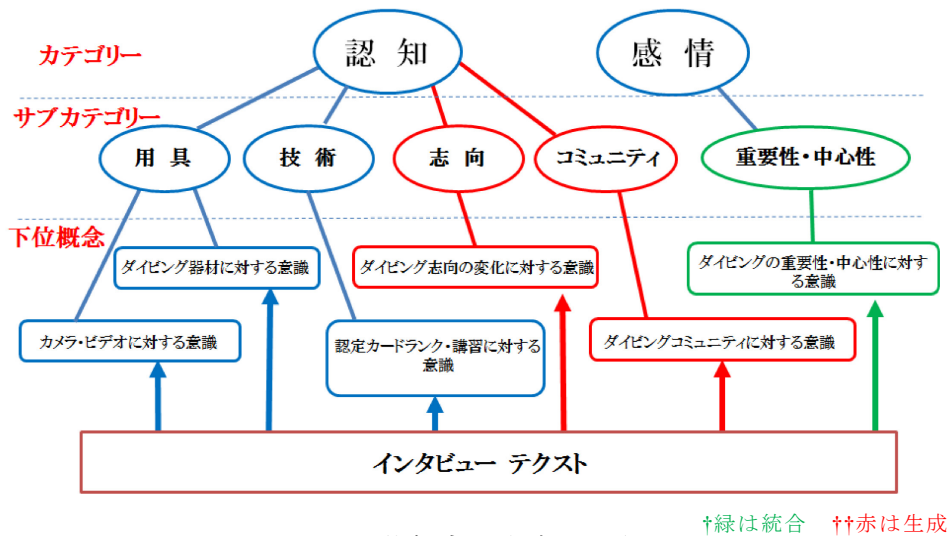 カテゴリー
認 知
感 情
サブカテゴリー
用 具
技 術
志 向
コミュニティ
重要性・中心性
下位概念
ダイビング器材に対する意識
ダイビング志向の変化に対する意識
ダイビングの重要性・中心性に対す
る意識
カメラ・ビデオに対する意識
認定カードランク・講習に対する
意識
ダイビングコミュニティに対する意識
インタビュー テクスト
†緑は統合 ††赤は生成